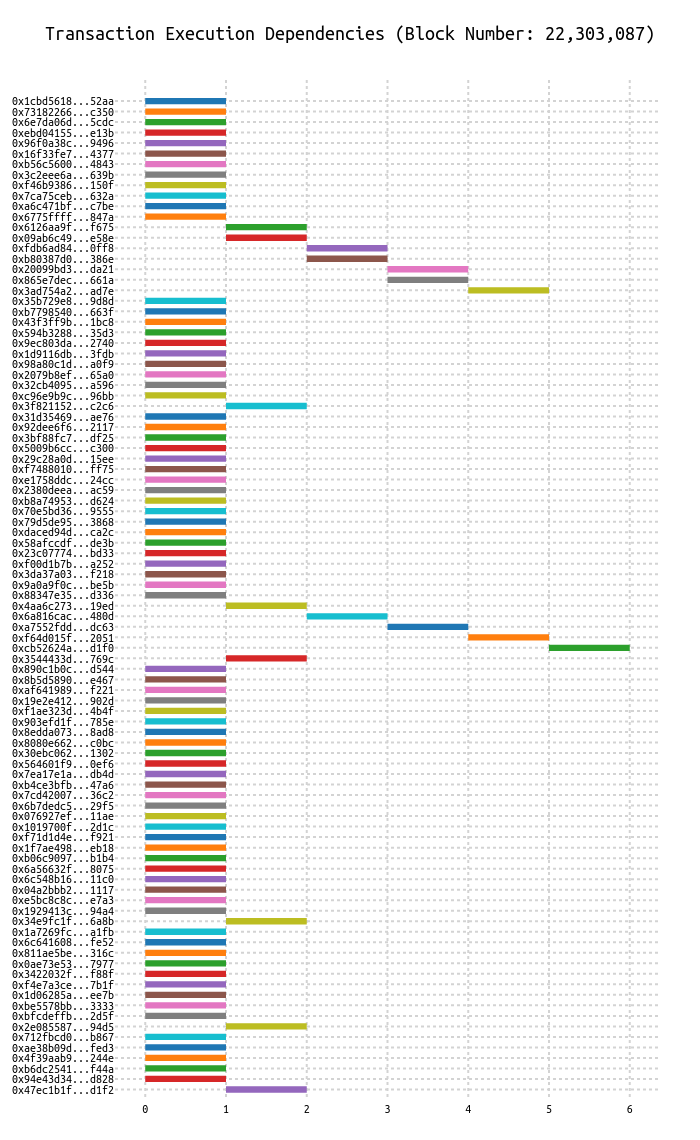 Transaction Execution Dependencies (Block Number: 22,303,087)
0x1cbd5618...52aa
0x73182266...c350
0x6e7da06d...5cdc
0xebd04155...e13b
0x96f0a38c...9496
0x16f33fe7...4377
0xb56c5600...4843
0x3c2eee6a...639b
0xf46b9386...150f
0x7ca75ceb...632a
0xa6c471bf...c7be
0x6775ffff...847a
0x6126aa9f...f675
0x09ab6c49...e58e
0xfdb6ad84...0ff8
0xb80387d0...386e
0x20099bd3...da21
0x865e7dec...661a
0x3ad754a2...ad7e
0x35b729e8...9d8d
0xb7798540...663f
0x43f3ff9b...1bc8
0x594b3288...35d3
0x9ec803da...2740
0x1d9116db...3fdb
0x98a80c1d...a0f9
0x2079b8ef...65a0
0x32cb4095...a596
0xc96e9b9c...96bb
0x3f821152...c2c6
0x31d35469...ae76
0x92dee6f6...2117
0x3bf88fc7...df25
0x5009b6cc...c300
0x29c28a0d...15ee
0xf7488010...ff75
0xe1758ddc...24cc
0x2380deea...ac59
0xb8a74953...d624
0x70e5bd36...9555
0x79d5de95...3868
0xdaced94d...ca2c
0x58afccdf...de3b
0x23c07774...bd33
0xf00d1b7b...a252
0x3da37a03...f218
0x9a0a9f0c...be5b
0x88347e35...d336
0x4aa6c273...19ed
0x6a816cac...480d
0xa7552fdd...dc63
0xf64d015f...2051
0xcb52624a...d1f0
0x3544433d...769c
0x890c1b0c...d544
0x8b5d5890...e467
0xaf641989...f221
0x19e2e412...902d
0xf1ae323d...4b4f
0x903efd1f...785e
0x8edda073...8ad8
0x8080e662...c0bc
0x30ebc062...1302
0x564601f9...0ef6
0x7ea17e1a...db4d
0xb4ce3bfb...47a6
0x7cd42007...36c2
0x6b7dedc5...29f5
0x076927ef...11ae
0x1019700f...2d1c
0xf71d1d4e...f921
0x1f7ae498...eb18
0xb06c9097...b1b4
0x6a56632f...8075
0x6c548b16...11c0
0x04a2bbb2...1117
0xe5bc8c8c...e7a3
0x1929413c...94a4
0x34e9fc1f...6a8b
0x1a7269fc...a1fb
0x6c641608...fe52
0x811ae5be...316c
0x0ae73e53...7977
0x3422032f...f88f
0xf4e7a3ce...7b1f
0x1d06285a...ee7b
0xbe5578bb...3333
0xbfcdeffb...2d5f
0x2e085587...94d5
0x712fbcd0...b867
0xae38b09d...fed3
0x4f39aab9...244e
0xb6dc2541...f44a
0x94e43d34...d828
0x47ec1b1f...d1f2
0 1 2 3 4 5 6